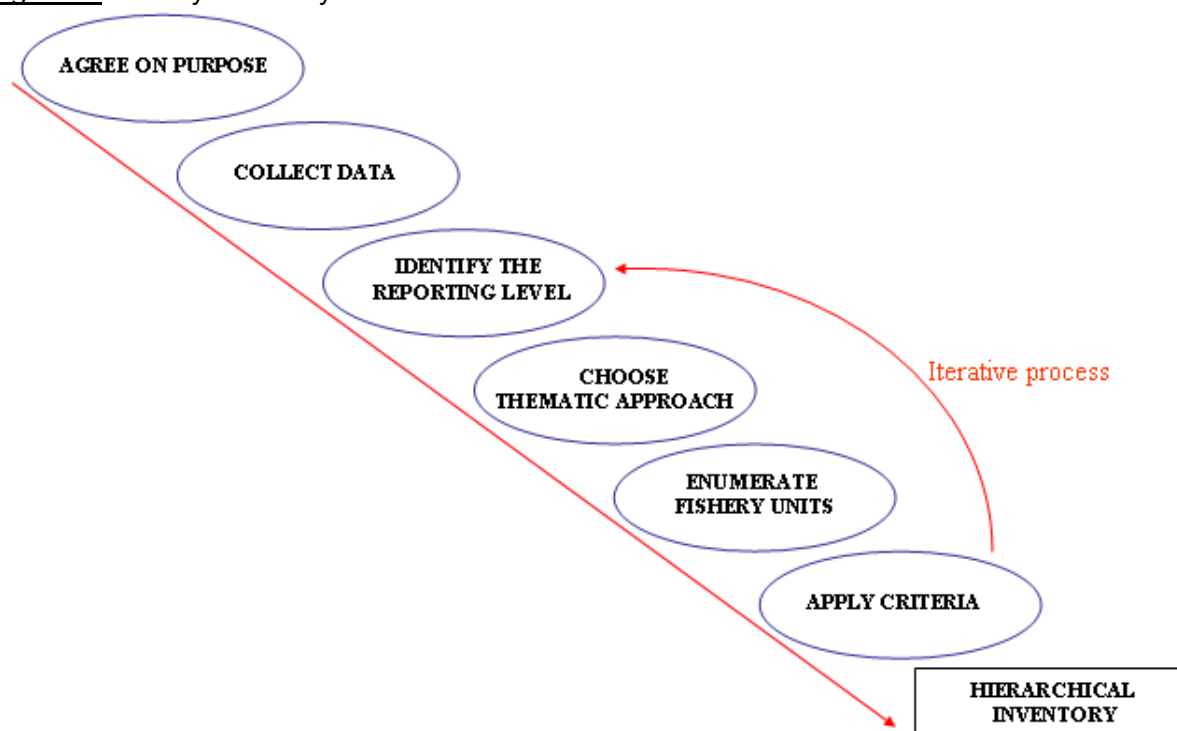 AGREE ON PURPOSE
COLLECT DATA
IDENTIFY THE
REPORTING LEVEL
CHOOSE
THEMATIC APPROACH
Iterative process
ENUMERATE
FISHERY UNITS
APPLY CRITERIA
HIERARCHICAL
INVENTORY